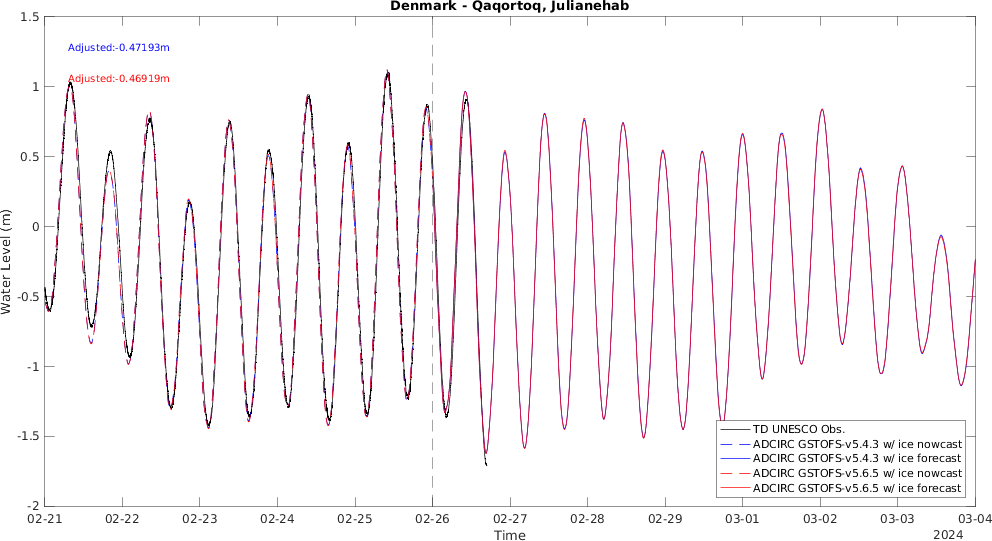 Denmark - Qaqortoq, Julianehab
Adjusted:-0.47193m
Adjusted:-0.46919m
Water Level (m)
1.5
1
0.5
0
-0.5
-1
-1.5
-2
TD UNESCO Obs.
ADCIRC GSTOFS-v5.4.3 w/ ice nowcast
ADCIRC GSTOFS-v5.4.3 w/ ice forecast
ADCIRC GSTOFS-v5.6.5 w/ ice nowcast
ADCIRC GSTOFS-v5.6.5 w/ ice forecast
02-21 02-22 02-23 02-24 02-25 02-26 02-27 02-28 02-29 03-01 03-02 03-03 03-04
Time
2024